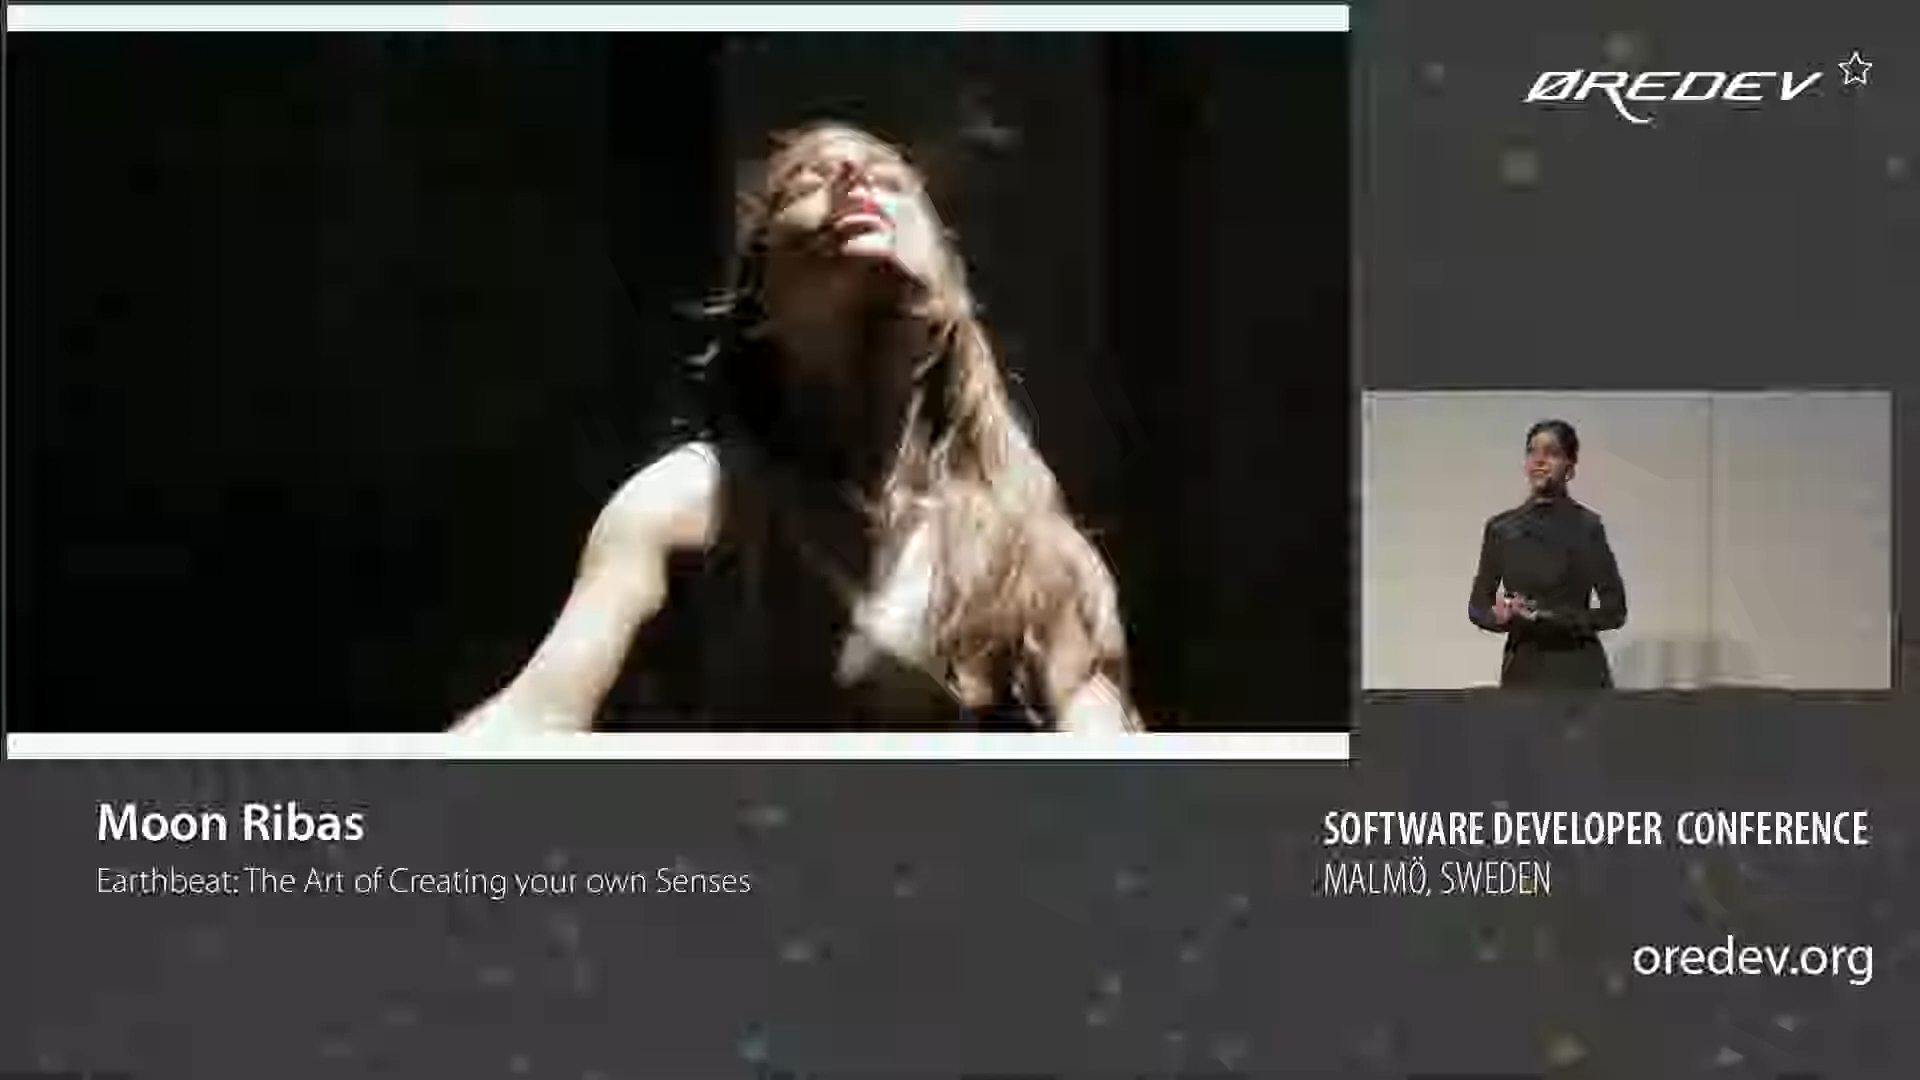 ØREDEV
Moon Ribas
Earthbeat: The Art of Creating your own Senses
SOFTWARE DEVELOPER CONFERENCE
MALMÖ, SWEDEN
oredev.org